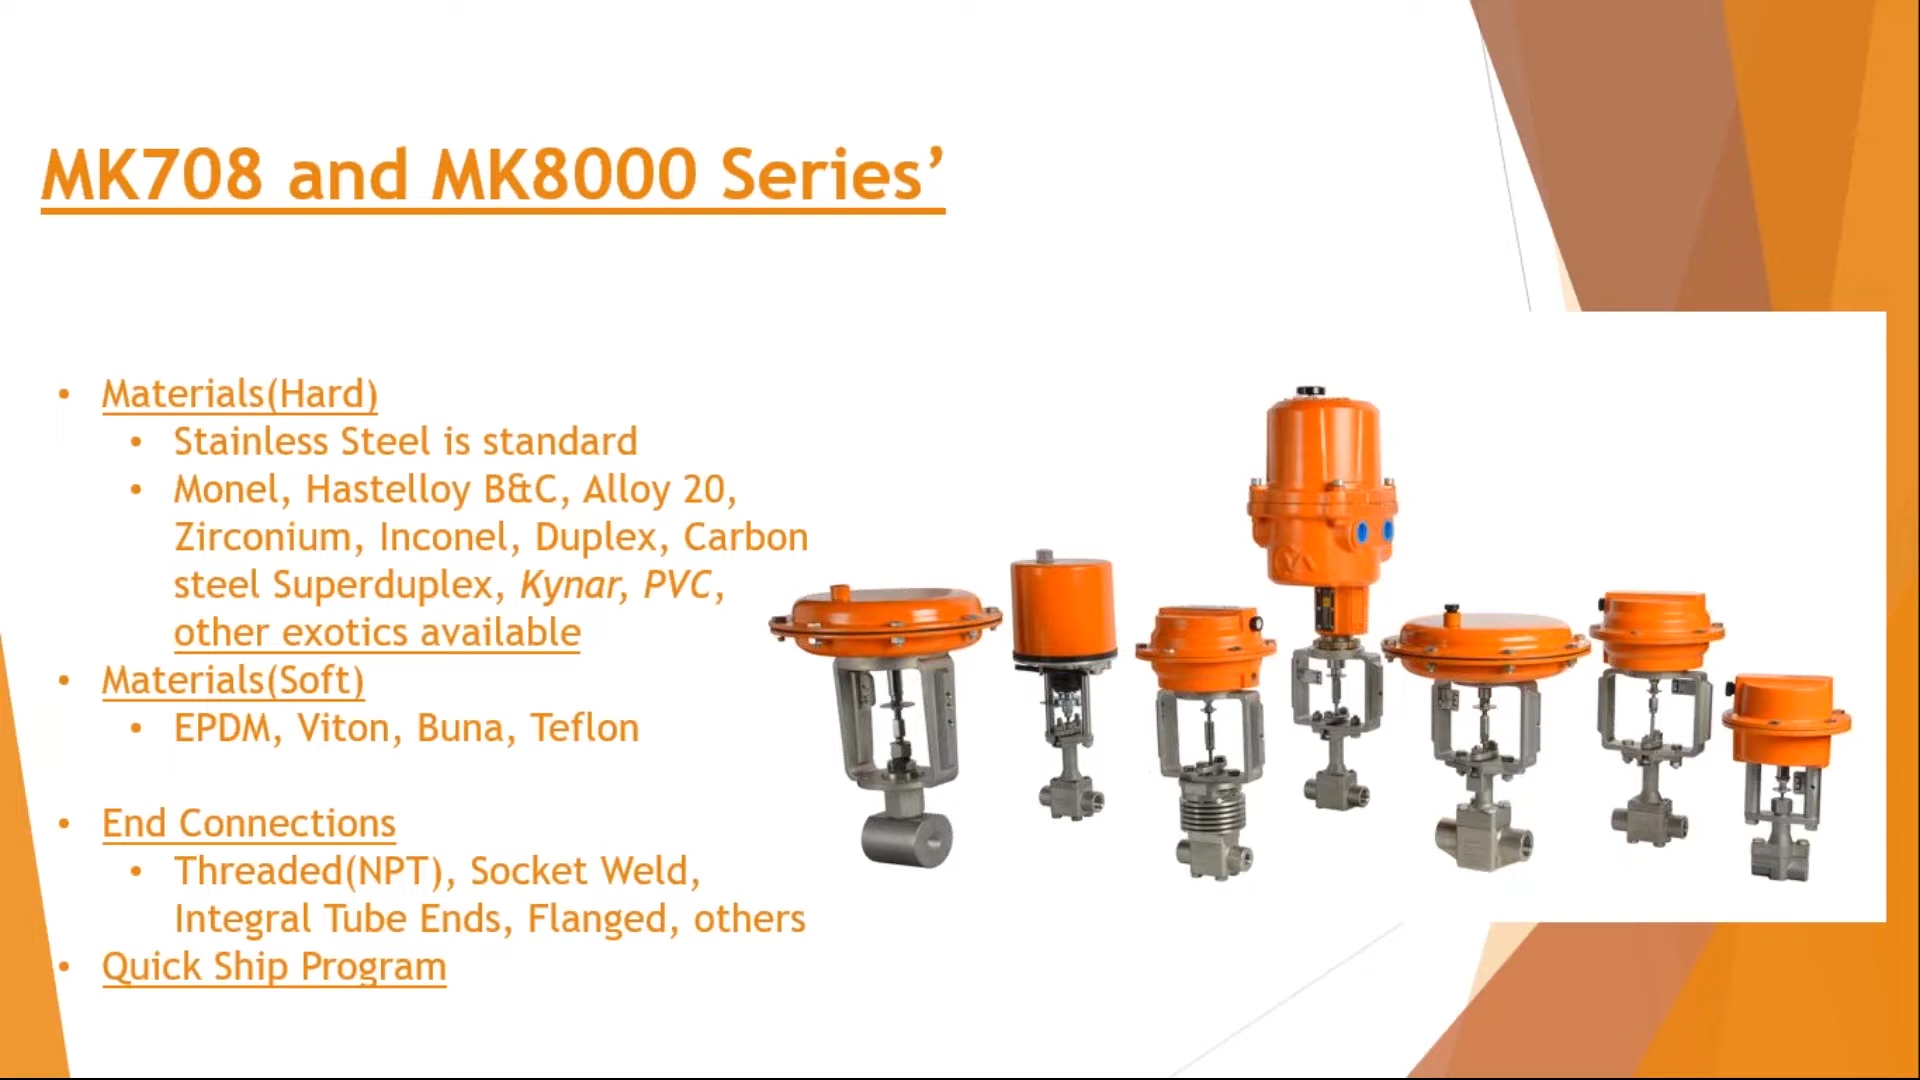 MK708 and MK8000 Series’
• Materials(Hard)
• Stainless Steel is standard
• Monel, Hastelloy B&C, Alloy 20,
Zirconium, Inconel, Duplex, Carbon
steel Superduplex, Kynar, PVC,
other exotics available
• Materials(Soft)
• EPDM, Viton, Buna, Teflon
• End Connections
• Threaded(NPT), Socket Weld,
Integral Tube Ends, Flanged, others
• Quick Ship Program